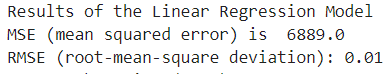 Results of the Linear Regression Model
MSE (mean squared error) is  6889.0
RMSE (root-mean-square deviation): 0.01